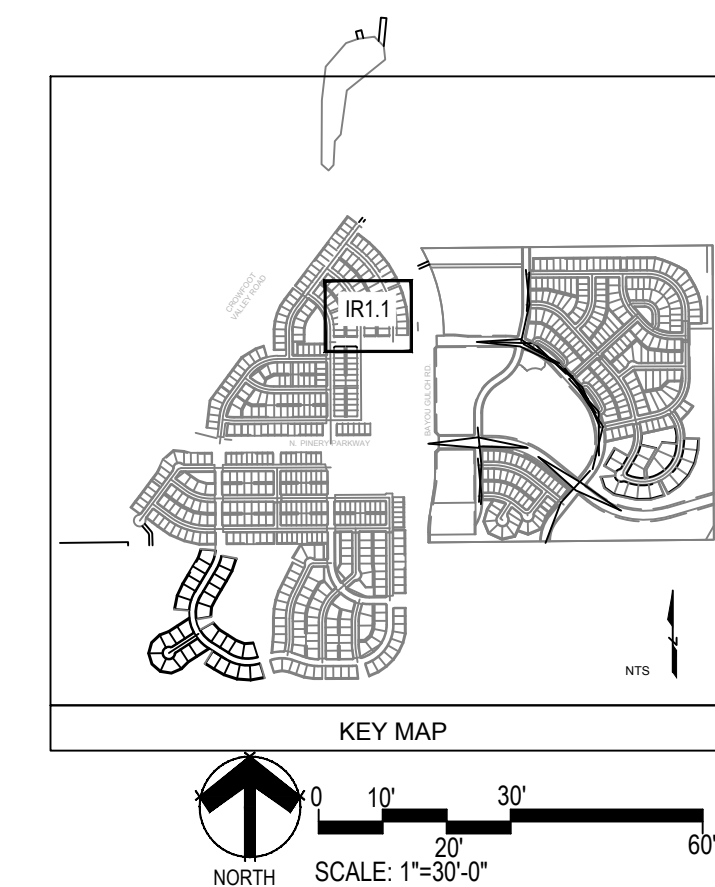 CROWFOOT
VALLEY ROAD
IR1.1
BAYOU GULCH RD.
N. PINERY PARKWAY
N
NTS
KEY MAP
0 10' 30'
20' 60'
NORTH SCALE: 1"=30'-0"